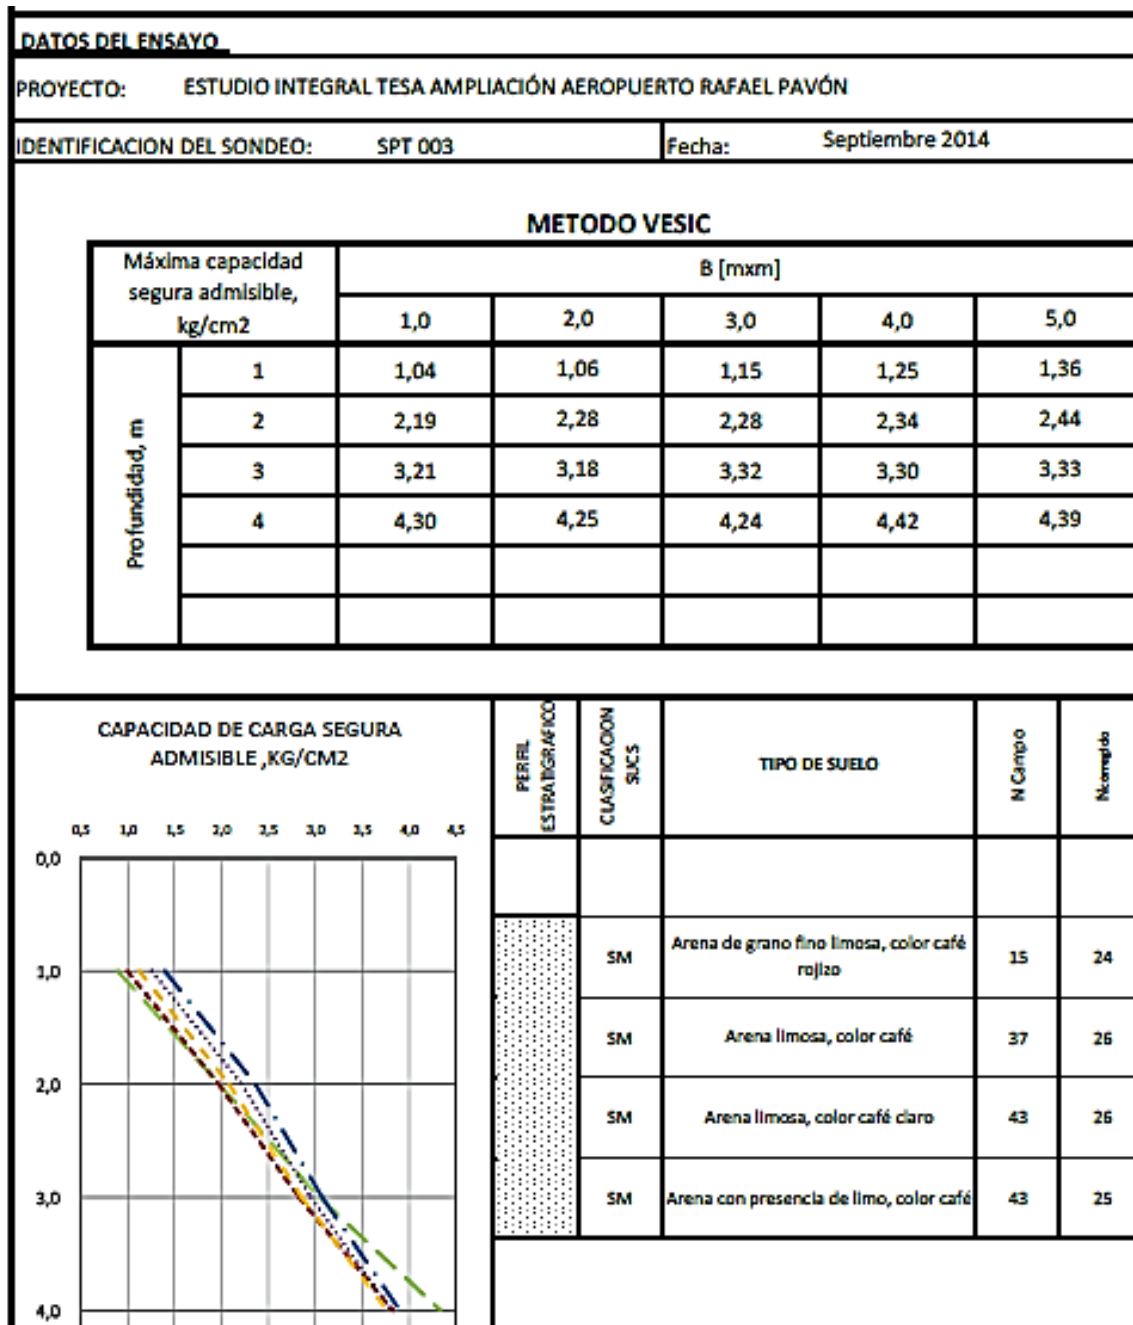 DATOS DEL ENSAYO
PROYECTO: ESTUDIO INTEGRAL TESA AMPLIACIÓN AEROPUERTO RAFAEL PAVÓN
IDENTIFICACION DEL SONDEO: SPT 003 Fecha: Septiembre 2014
METODO VESIC
Máxima capacidad segura admisible, kg/cm2 B [mxm]
1,0 2,0 3,0 4,0 5,0
Profundidad, m
1 1,04 1,06 1,15 1,25 1,36
2 2,19 2,28 2,28 2,34 2,44
3 3,21 3,18 3,32 3,30 3,33
4 4,30 4,25 4,24 4,42 4,39
CAPACIDAD DE CARGA SEGURA
ADMISIBLE ,KG/CM2
0,5 1,0 1,5 2,0 2,5 3,0 3,5 4,0 4,5
0,0
1,0
2,0
3,0
4,0
PERFIL ESTRATIGRAFICO CLASIFICACION SUCS TIPO DE SUELO N Campo Ncorregido
SM Arena de grano fino limosa, color café rojizo 15 24
SM Arena limosa, color café 37 26
SM Arena limosa, color café claro 43 26
SM Arena con presencia de limo, color café 43 25